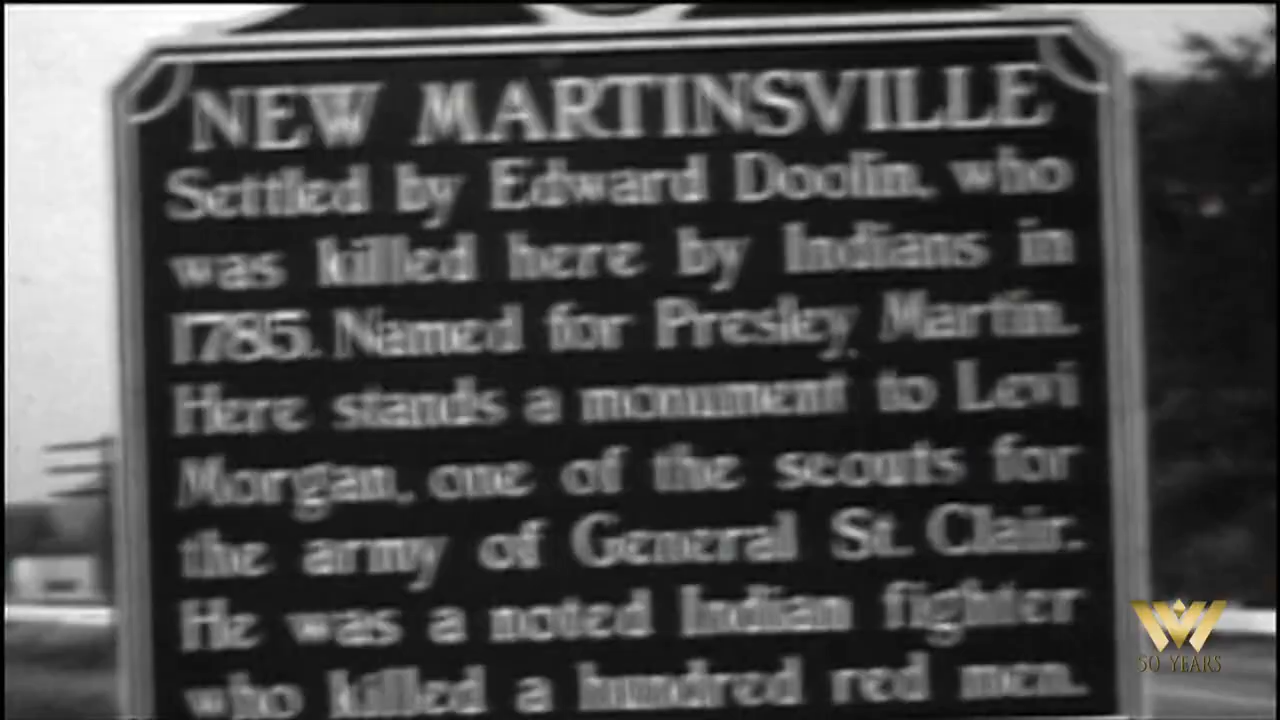 NEW MARTINSVILLE
Settled by Edward Doolin, who
was killed here by Indians in
1785. Named for Presley Martin.
Here stands a monument to Levi
Morgan, one of the scouts for
the army of General St. Clair.
He was a noted Indian fighter
who killed a hundred red men.
W
50 YEARS